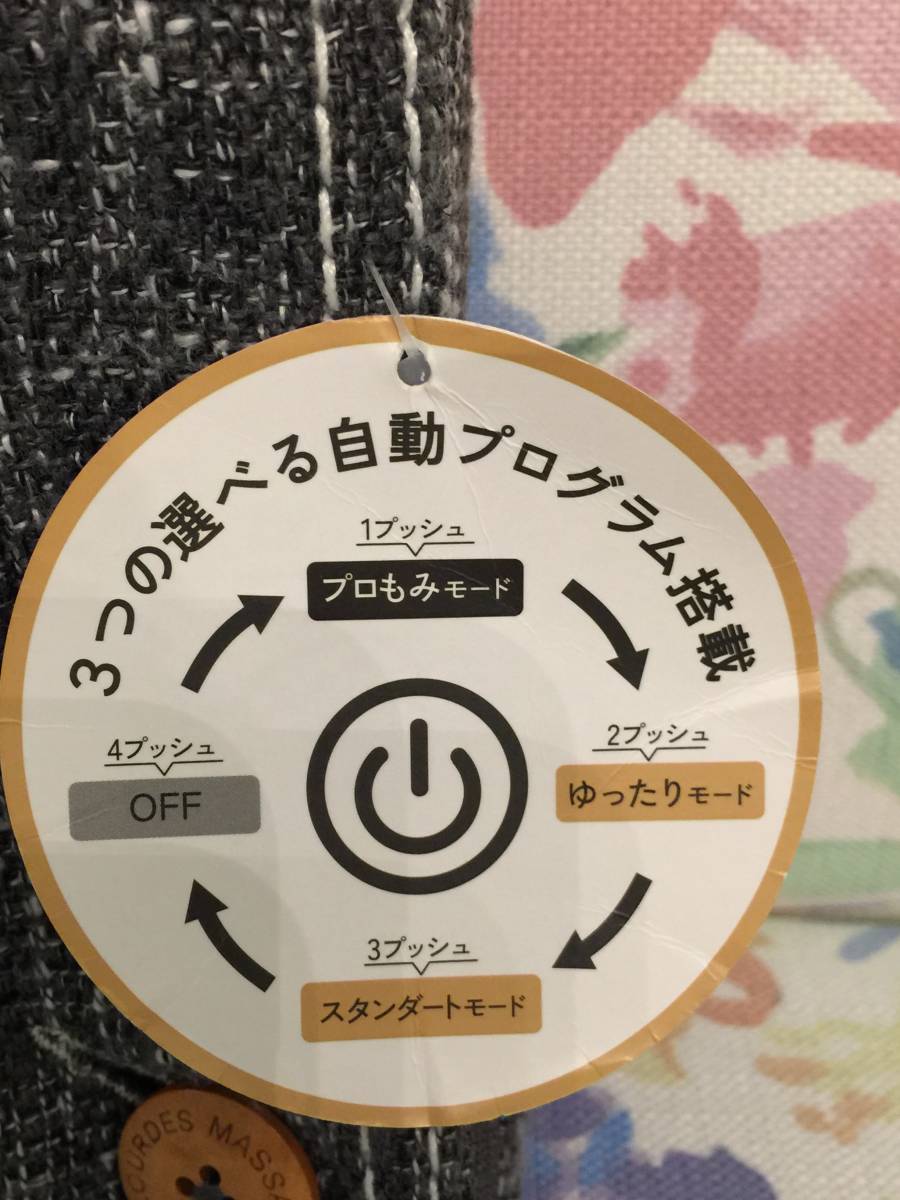 3つの選べる自動プログラム搭載
1プッシュ
プロもみモード
2プッシュ
ゆったりモード
3プッシュ
スタンダートモード
4プッシュ
OFF
OURDES MASSA